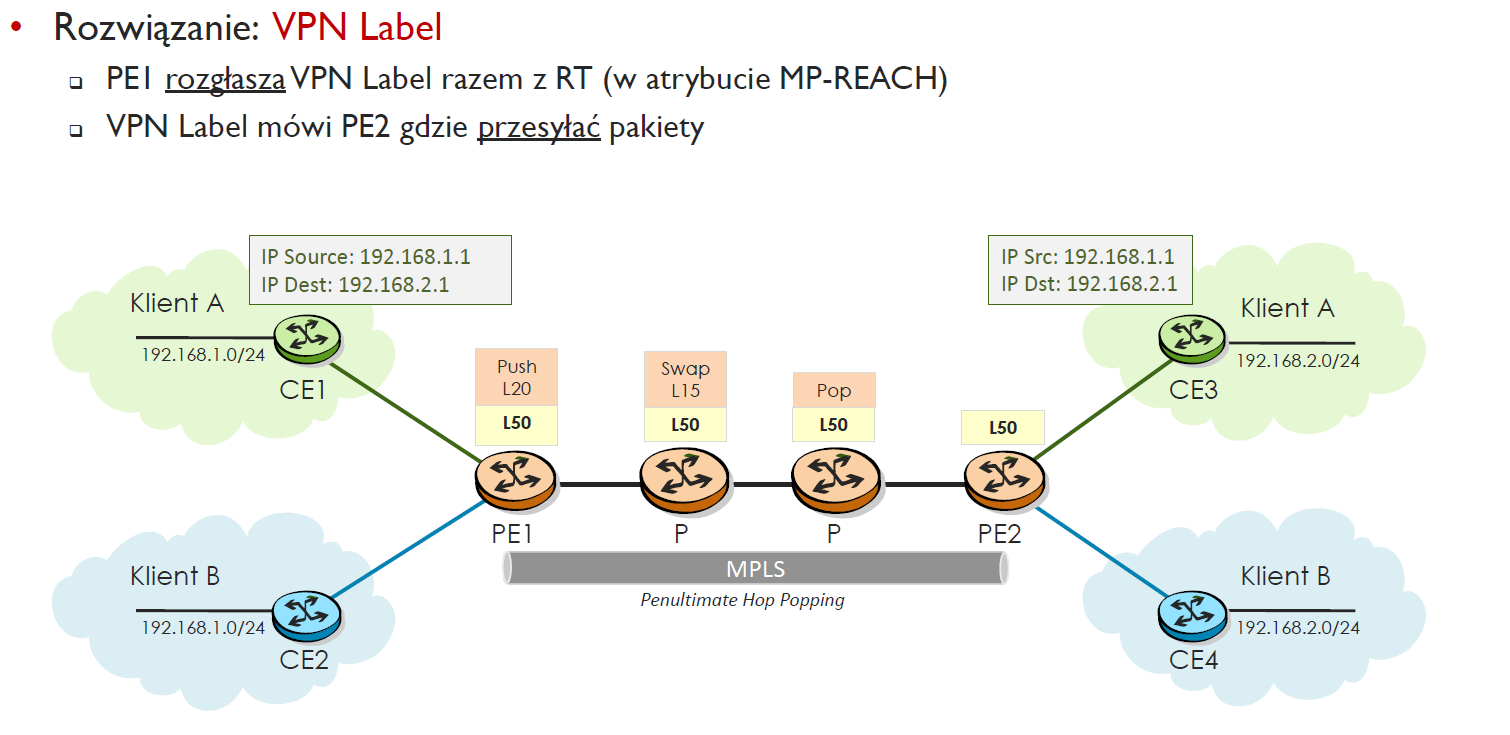 • Rozwiązanie: VPN Label
❑ PE1 rozgłasza VPN Label razem z RT (w atrybucie MP-REACH)
❑ VPN Label mówi PE2 gdzie przesyłać pakiety
IP Source: 192.168.1.1
IP Dest: 192.168.2.1
IP Src: 192.168.1.1
IP Dst: 192.168.2.1
Klient A
192.168.1.0/24
CE1
Klient A
192.168.2.0/24
CE3
Push
L20
L50
Swap
L15
L50
Pop
L50
L50
PE1
P
P
PE2
MPLS
Penultimate Hop Popping
Klient B
192.168.1.0/24
CE2
Klient B
192.168.2.0/24
CE4